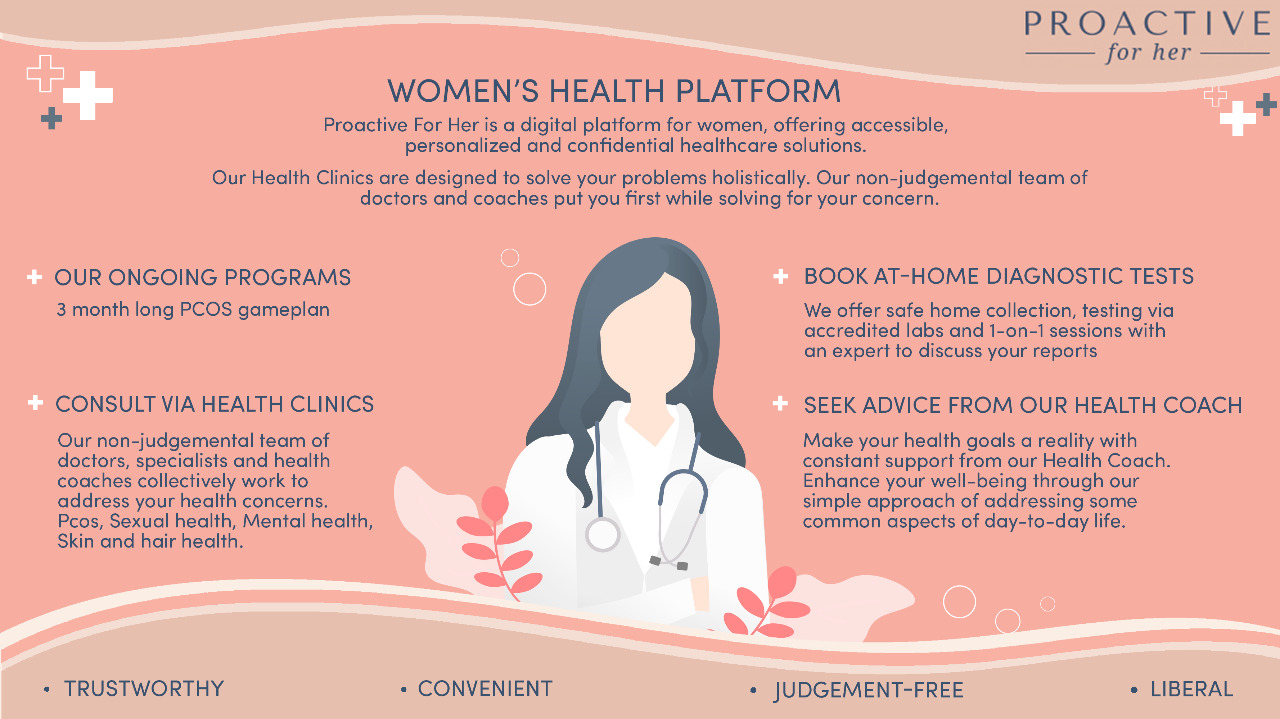 PROACTIVE
for her
WOMEN'S HEALTH PLATFORM
Proactive For Her is a digital platform for women, offering accessible,
personalized and confidential healthcare solutions.
Our Health Clinics are designed to solve your problems holistically. Our non-judgemental team of
doctors and coaches put you first while solving for your concern.
OUR ONGOING PROGRAMS
3 month long PCOS gameplan
CONSULT VIA HEALTH CLINICS
Our non-judgemental team of
doctors, specialists and health
coaches collectively work to
address your health concerns.
Pcos, Sexual health, Mental health,
Skin and hair health.
BOOK AT-HOME DIAGNOSTIC TESTS
We offer safe home collection, testing via
accredited labs and 1-on-1 sessions with
an expert to discuss your reports
SEEK ADVICE FROM OUR HEALTH COACH
Make your health goals a reality with
constant support from our Health Coach.
Enhance your well-being through our
simple approach of addressing some
common aspects of day-to-day life.
• TRUSTWORTHY
• CONVENIENT
• JUDGEMENT-FREE
• LIBERAL